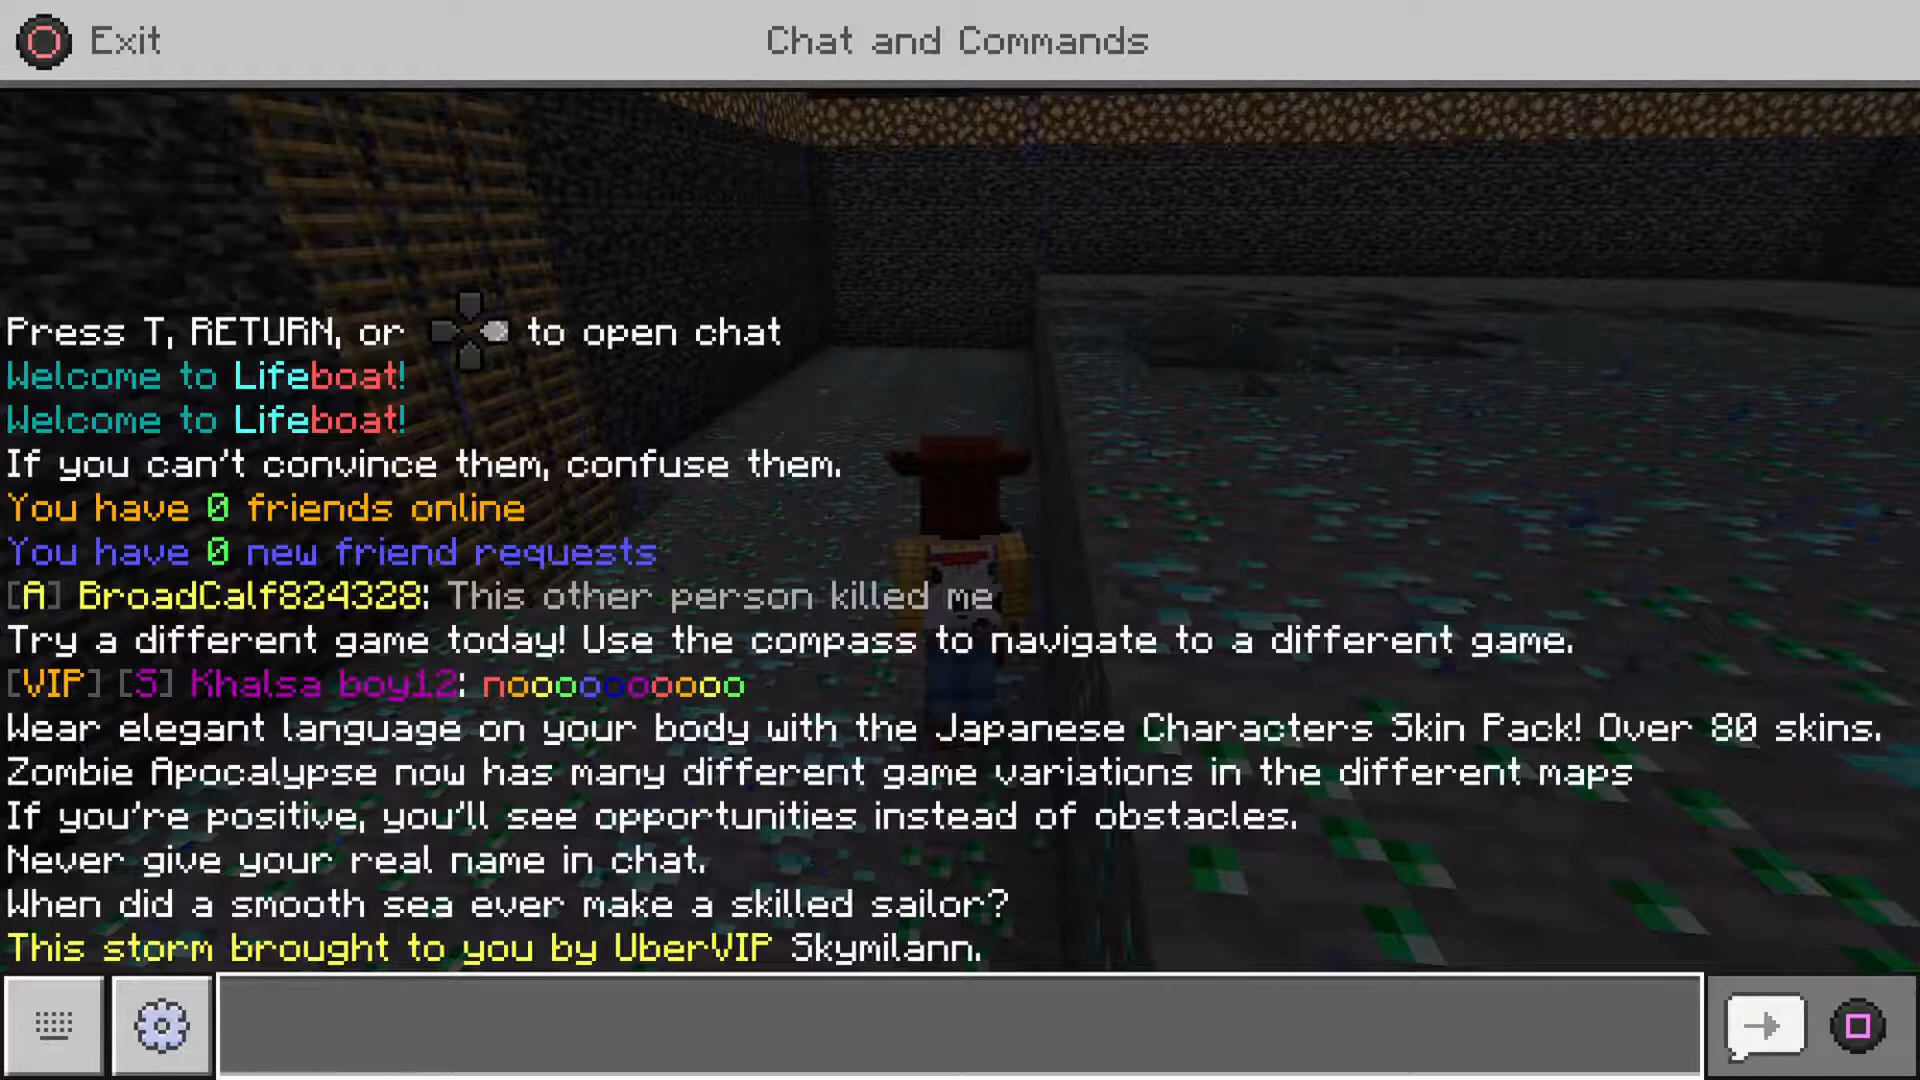 Exit
Chat and Commands
Press T, RETURN, or to open chat
Welcome to Lifeboat!
Welcome to Lifeboat!
If you can't convince them, confuse them.
You have 0 friends online
You have 0 new friend requests
[A] BroadCalf824328: This other person killed me
Try a different game today! Use the compass to navigate to a different game.
[VIP] [S] Khalsa boy12: nooooooooooo
Wear elegant language on your body with the Japanese Characters Skin Pack! Over 80 skins.
Zombie Apocalypse now has many different game variations in the different maps
If you're positive, you'll see opportunities instead of obstacles.
Never give your real name in chat.
When did a smooth sea ever make a skilled sailor?
This storm brought to you by UberVIP Skymilann.